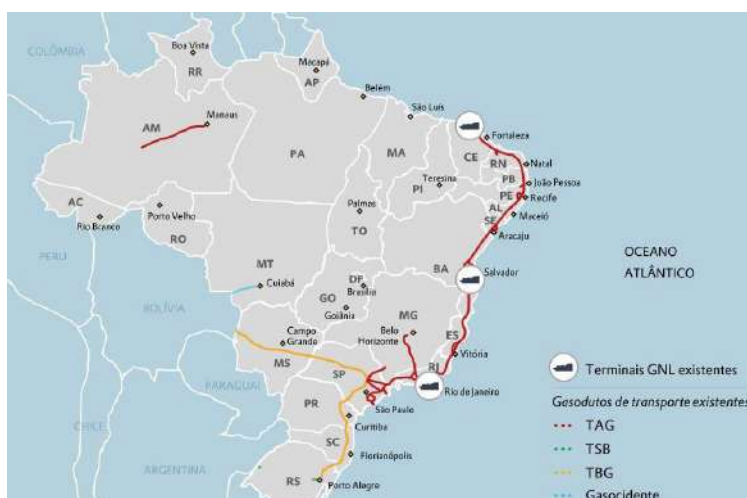 COLÔMBIA
Boa Vista
RR
Macapá
AP
Belém
São Luís
Fortaleza
Manaus
AM
PA
MA
CE
RN
Natal
Teresina
PB
João Pessoa
PI
PE
Recife
AC
Porto Velho
Palmas
AL
Maceió
Rio Branco
SE
RO
TO
Aracaju
PERU
MT
BA
Salvador
OCEANO
ATLÂNTICO
Cuiabá
DF
Brasília
GO
BOLÍVIA
Goiânia
MG
Campo
Grande
Belo
Horizonte
ES
Vitória
MS
SP
RJ
Rio de Janeiro
Terminais GNL existentes
PARAGUAI
São Paulo
PR
Gasodutos de transporte existentes
CHILE
Curitiba
TAG
SC
TSB
Florianópolis
ARGENTINA
TBG
RS
Porto Alegre
Gasocidente